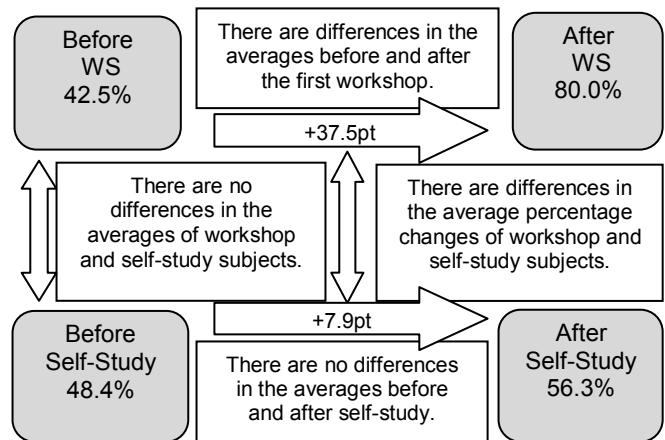 Before
WS
42.5%
There are differences in the
averages before and after
the first workshop.
After
WS
80.0%
+37.5pt
There are no
differences in the
averages of workshop
and self-study subjects.
There are differences in
the average percentage
changes of workshop and
self-study subjects.
Before
Self-Study
48.4%
+7.9pt
There are no differences
in the averages before
and after self-study.
After
Self-Study
56.3%